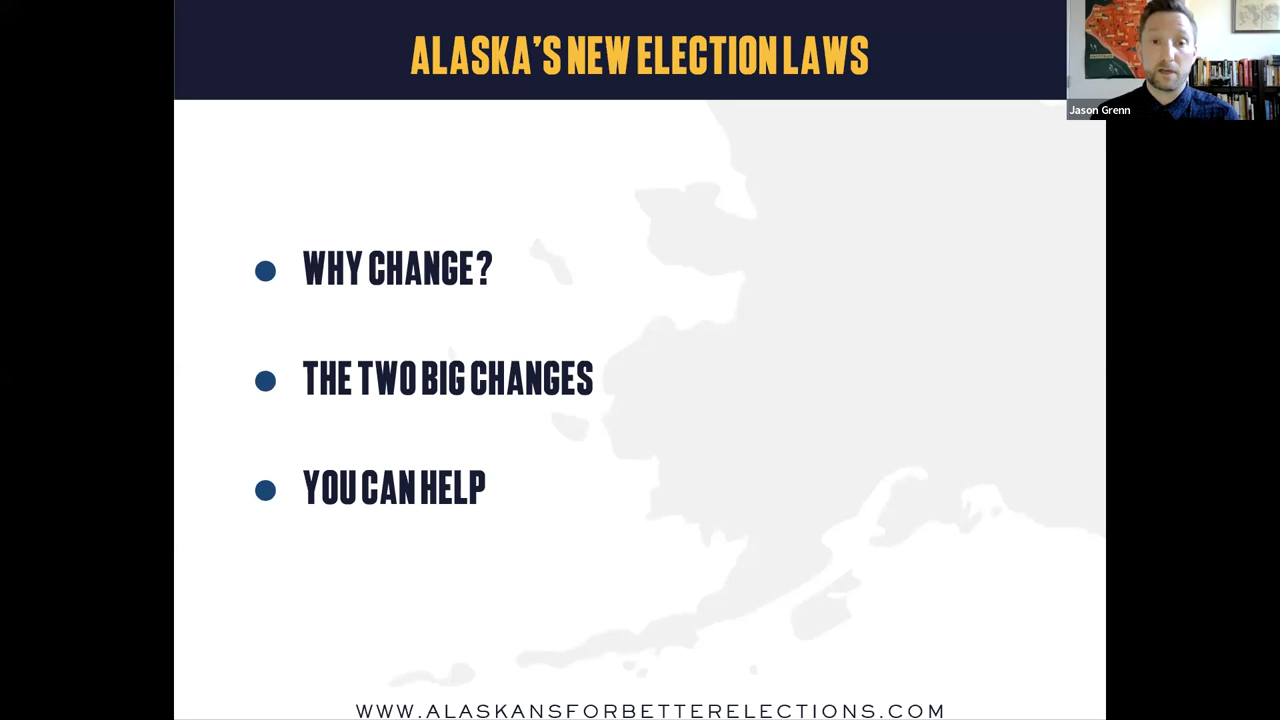 ALASKA'S NEW ELECTION LAWS
Jason Grenn
WHY CHANGE?
THE TWO BIG CHANGES
YOU CAN HELP
WWW.ALASKANSFORBETTERELECTIONS.COM